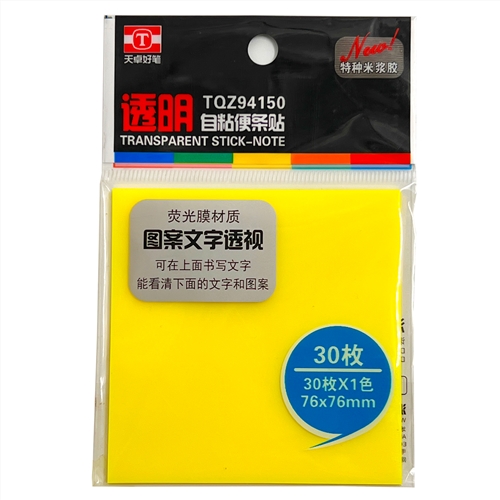 T
天卓好笔
New!
特种米浆胶
透明 TQZ94150
自粘便条贴
TRANSPARENT STICK-NOTE
荧光膜材质
图案文字透视
可在上面书写文字
能看清下面的文字和图案
30枚
30枚X1色
76x76mm